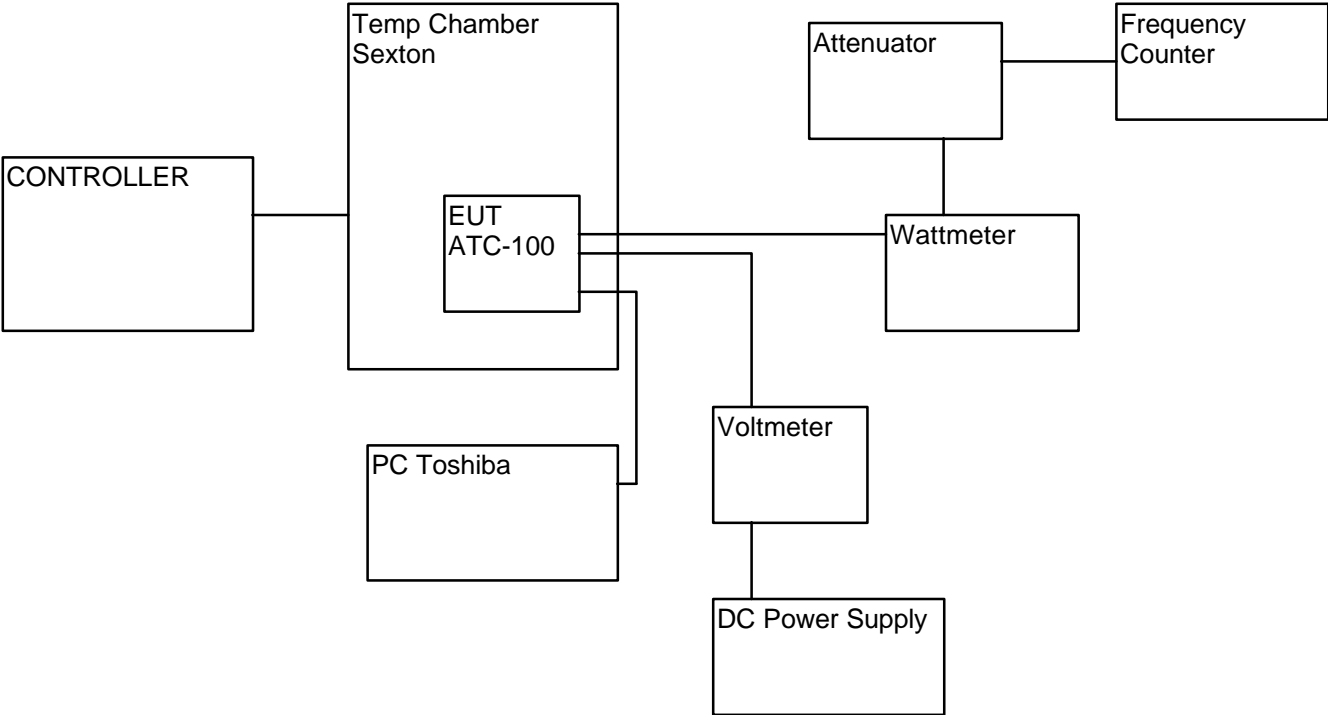 Temp Chamber
Sexton
Attenuator
Frequency
Counter
CONTROLLER
EUT
ATC-100
Wattmeter
Voltmeter
PC Toshiba
DC Power Supply